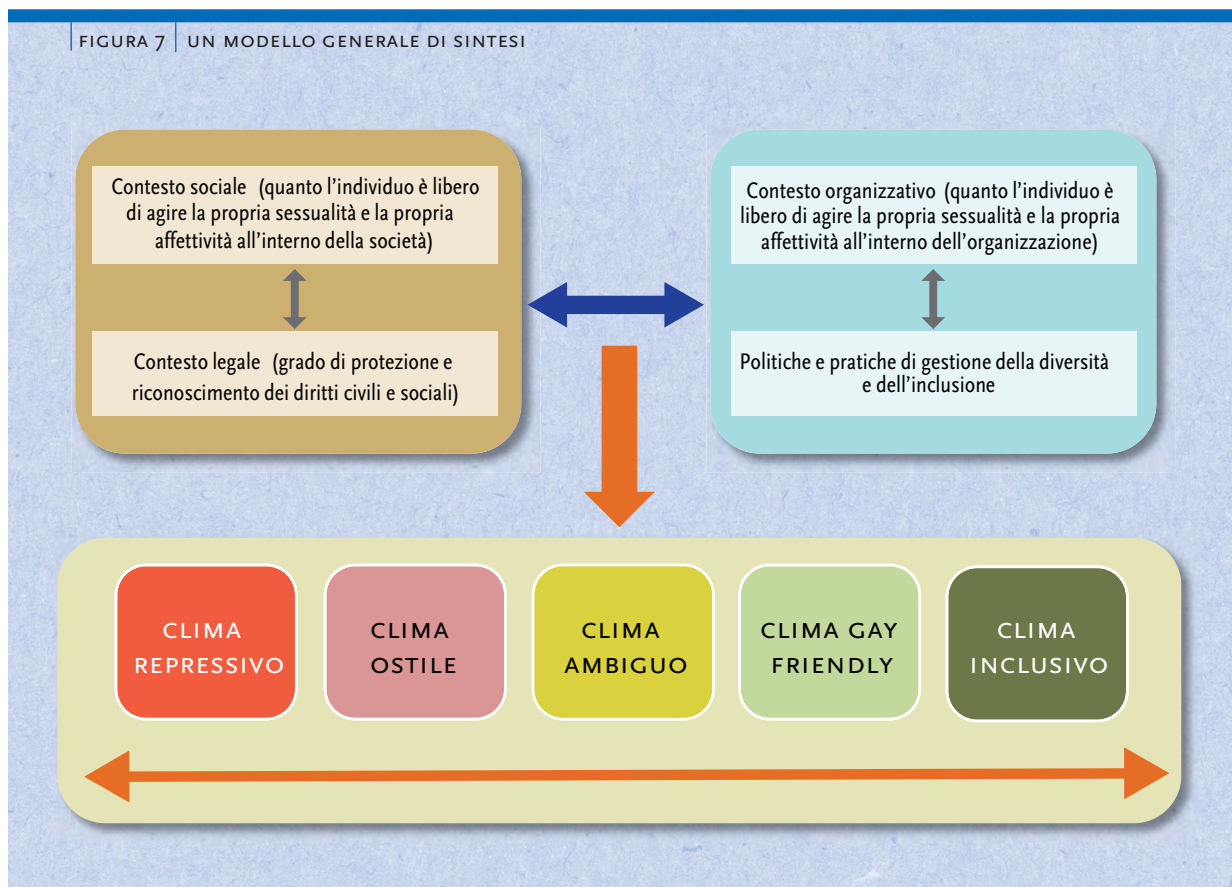 FIGURA 7 UN MODELLO GENERALE DI SINTESI
Contesto sociale (quanto l'individuo è libero
di agire la propria sessualità e la propria
affettività all'interno della società)
Contesto legale (grado di protezione e
riconoscimento dei diritti civili e sociali)
Contesto organizzativo (quanto l'individuo è
libero di agire la propria sessualità e la propria
affettività all'interno dell'organizzazione)
Politiche e pratiche di gestione della diversità
e dell'inclusione
CLIMA
REPRESSIVO
CLIMA
OSTILE
CLIMA
AMBIGUO
CLIMA GAY
FRIENDLY
CLIMA
INCLUSIVO